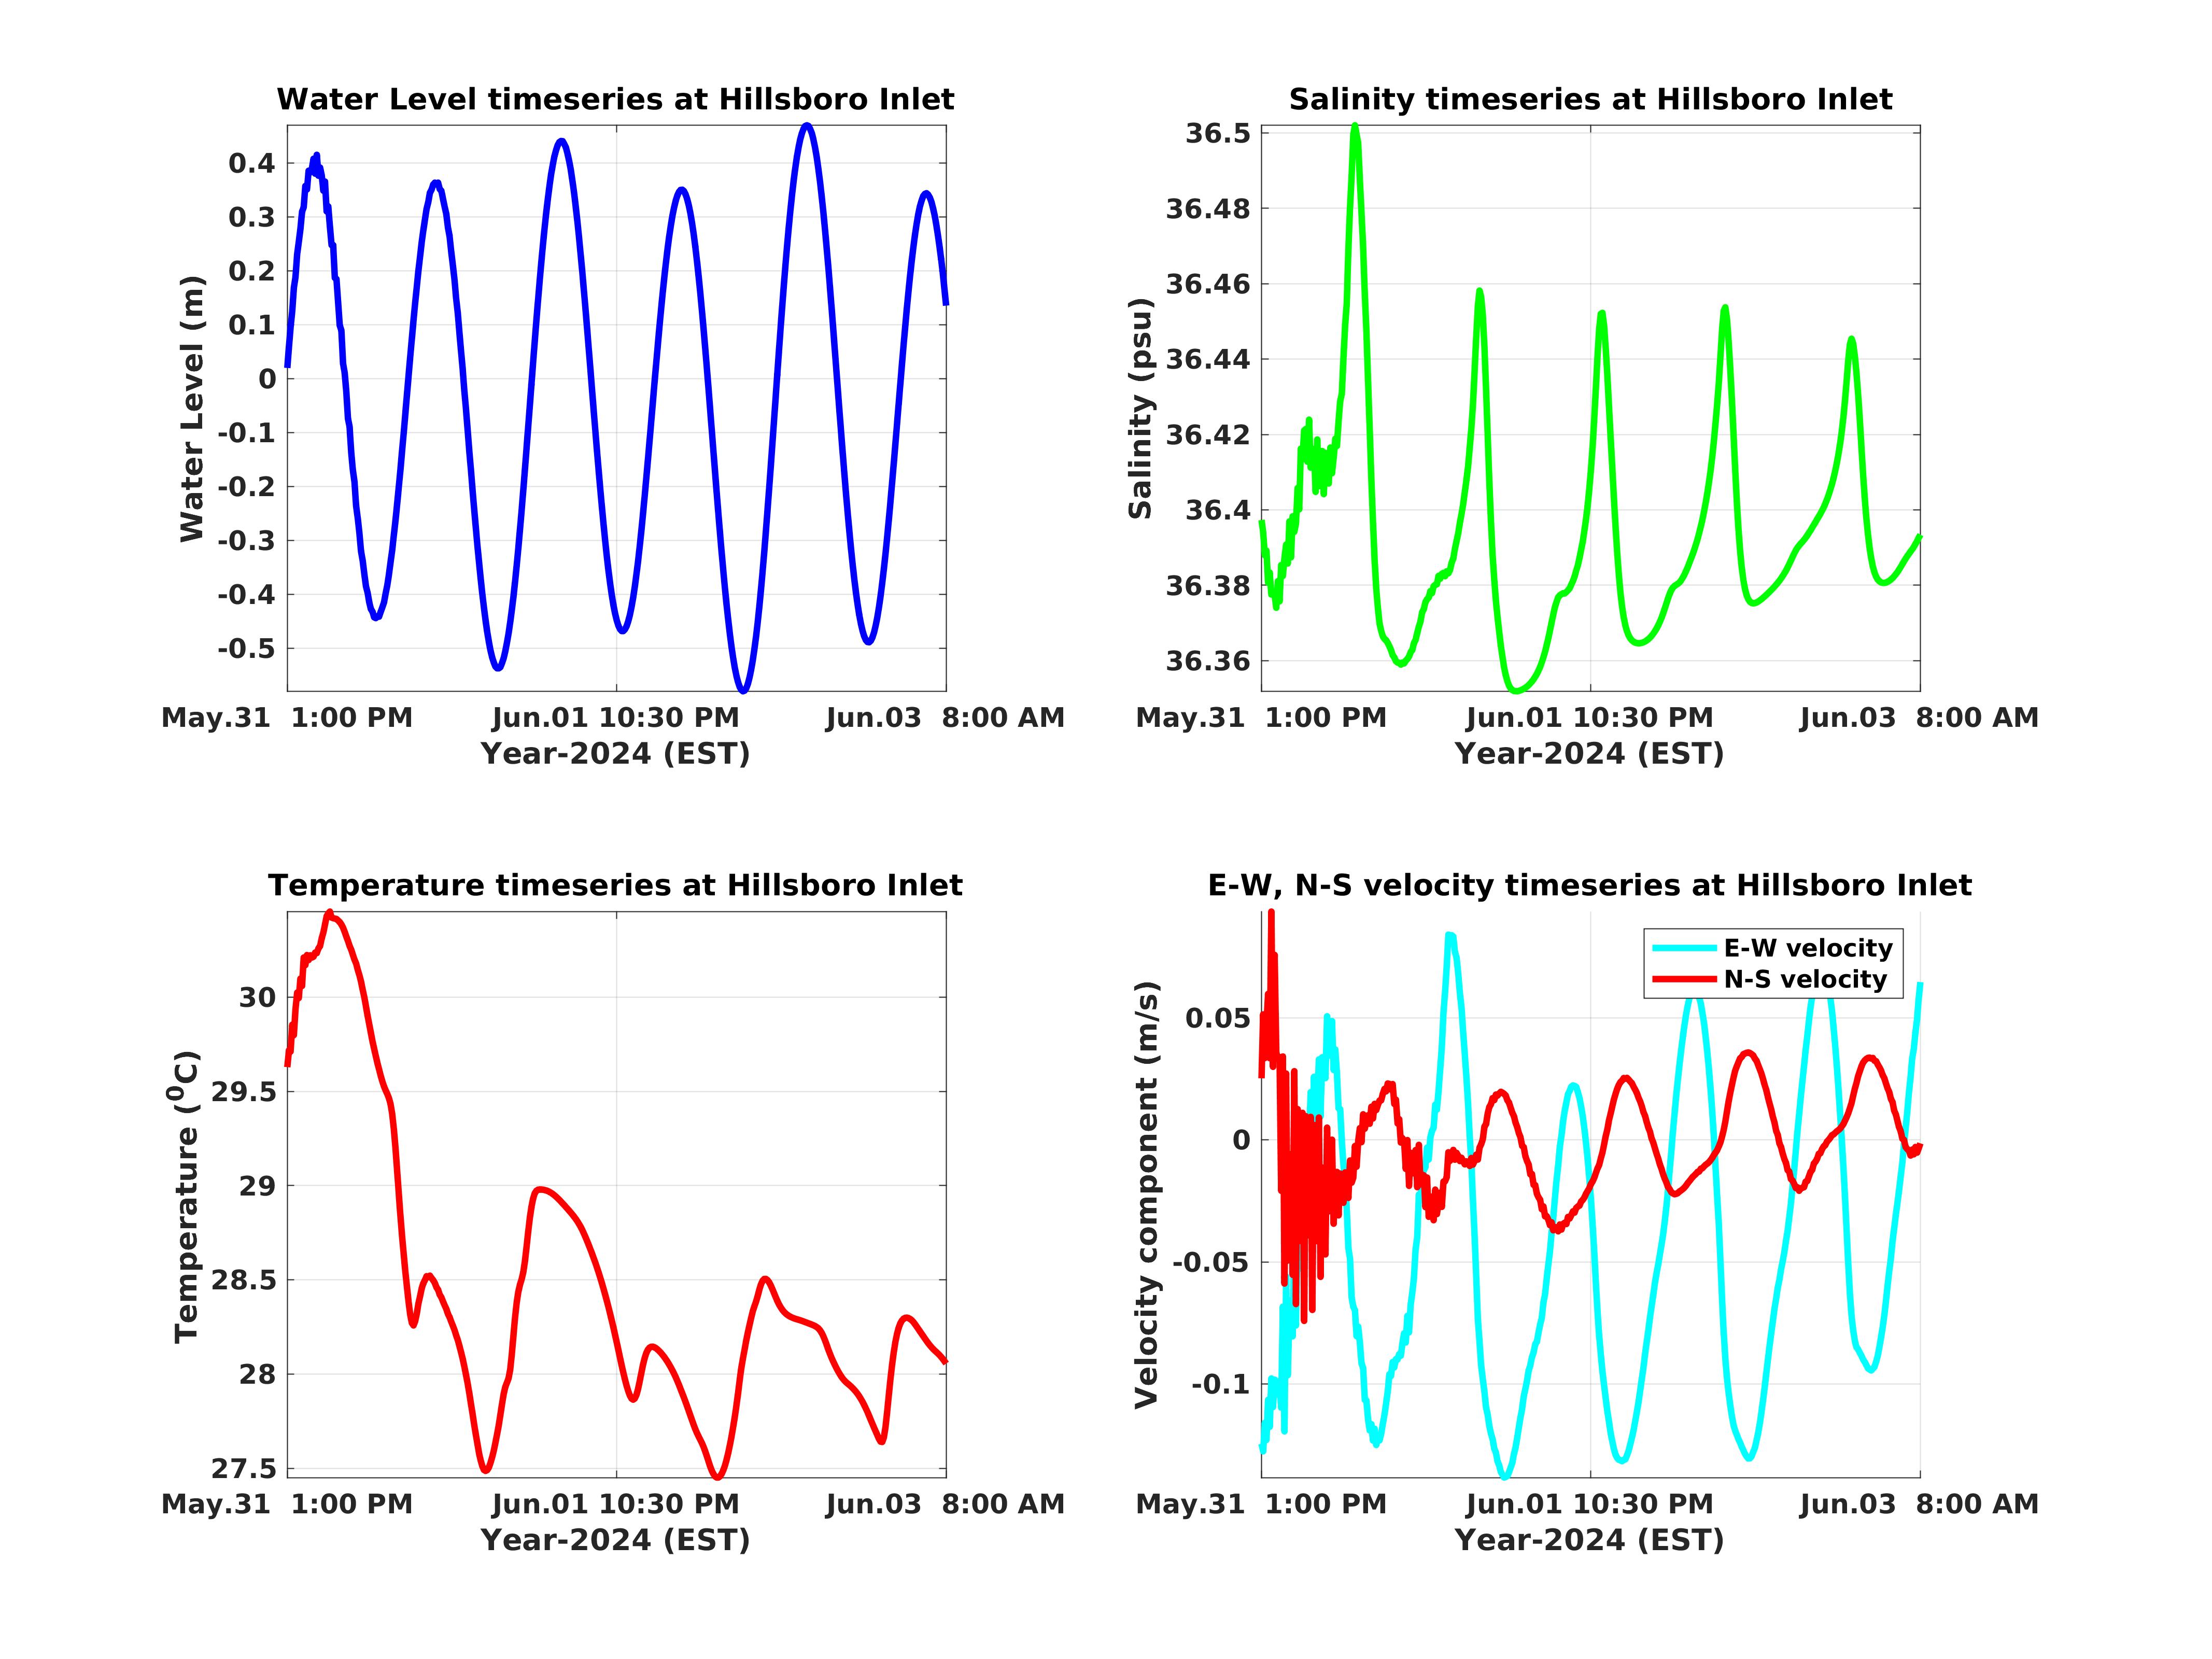 Water Level timeseries at Hillsboro Inlet
Water Level (m)
0.4
0.3
0.2
0.1
0
-0.1
-0.2
-0.3
-0.4
-0.5
May.31 1:00 PM
Jun.01 10:30 PM
Jun.03 8:00 AM
Year-2024 (EST)
Salinity timeseries at Hillsboro Inlet
Salinity (psu)
36.5
36.48
36.46
36.44
36.42
36.4
36.38
36.36
May.31 1:00 PM
Jun.01 10:30 PM
Jun.03 8:00 AM
Year-2024 (EST)
Temperature timeseries at Hillsboro Inlet
Temperature (⁰C)
30
29.5
29
28.5
28
27.5
May.31 1:00 PM
Jun.01 10:30 PM
Jun.03 8:00 AM
Year-2024 (EST)
E-W, N-S velocity timeseries at Hillsboro Inlet
Velocity component (m/s)
E-W velocity
N-S velocity
0.05
0
-0.05
-0.1
May.31 1:00 PM
Jun.01 10:30 PM
Jun.03 8:00 AM
Year-2024 (EST)